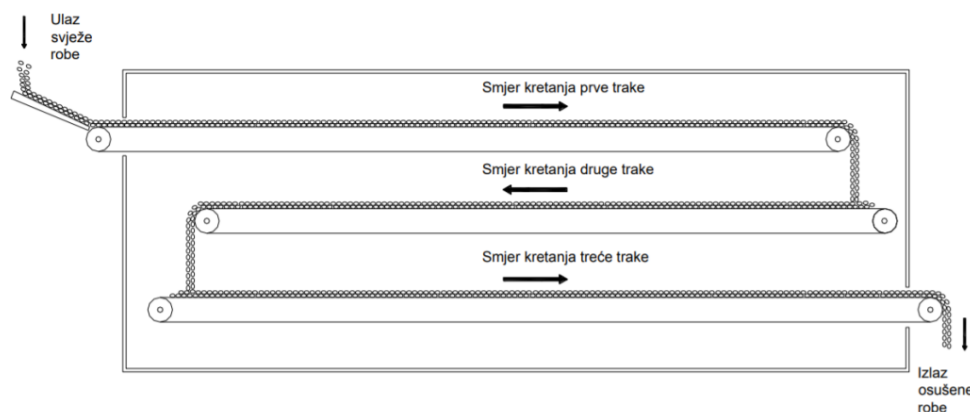 Ulaz
svježe
robe
Smjer kretanja prve trake
Smjer kretanja druge trake
Smjer kretanja treće trake
Izlaz
osušene
robe